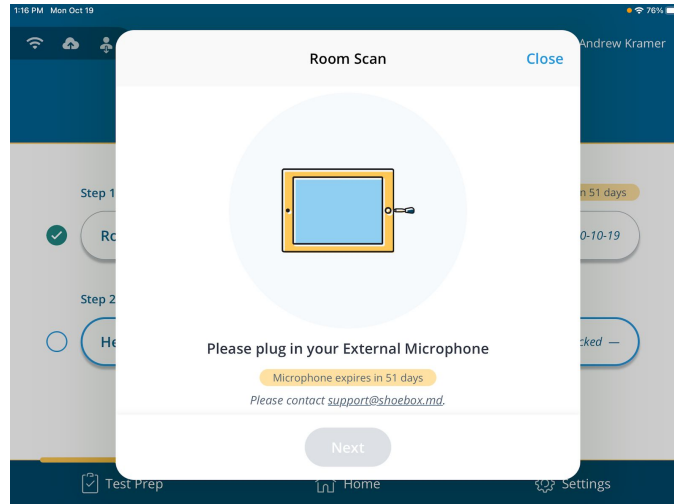 1:16 PM Mon Oct 19
76%
Andrew Kramer
Room Scan
Close
Step 1
n 51 days
Ro
0-10-19
Step 2
He
cked —
Please plug in your External Microphone
Microphone expires in 51 days
Please contact support@shoebox.md.
Next
Test Prep
Home
Settings